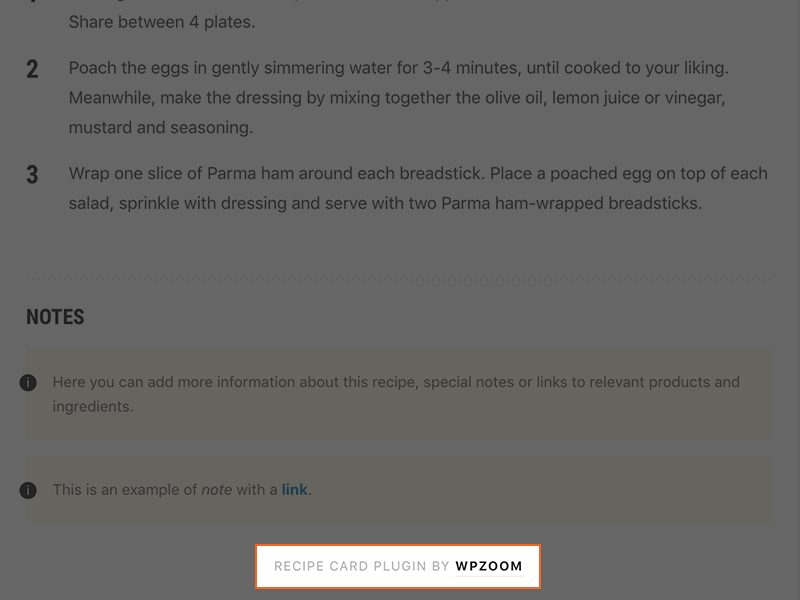 Share between 4 plates.
2 Poach the eggs in gently simmering water for 3-4 minutes, until cooked to your liking.
Meanwhile, make the dressing by mixing together the olive oil, lemon juice or vinegar,
mustard and seasoning.
3 Wrap one slice of Parma ham around each breadstick. Place a poached egg on top of each
salad, sprinkle with dressing and serve with two Parma ham-wrapped breadsticks.
NOTES
Here you can add more information about this recipe, special notes or links to relevant products and
ingredients.
This is an example of note with a link.
RECIPE CARD PLUGIN BY WPZOOM